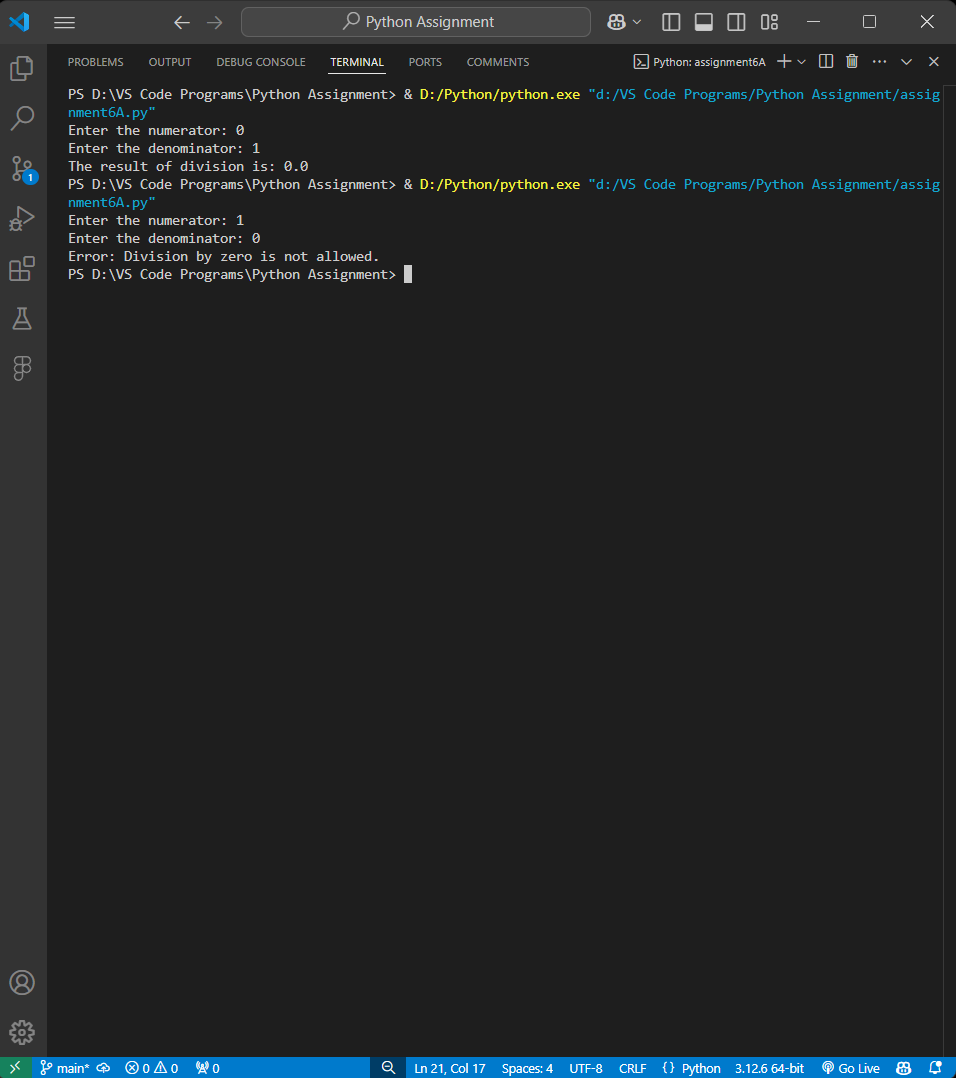 Python Assignment
PROBLEMS OUTPUT DEBUG CONSOLE TERMINAL PORTS COMMENTS Python: assignment6A
PS D:\VS Code Programs\Python Assignment> & D:/Python/python.exe "d:/VS Code Programs/Python Assignment/assig
nment6A.py"
Enter the numerator: 0
Enter the denominator: 1
The result of division is: 0.0
PS D:\VS Code Programs\Python Assignment> & D:/Python/python.exe "d:/VS Code Programs/Python Assignment/assig
nment6A.py"
Enter the numerator: 1
Enter the denominator: 0
Error: Division by zero is not allowed.
PS D:\VS Code Programs\Python Assignment>
1
main* 0 0 0 Ln 21, Col 17 Spaces: 4 UTF-8 CRLF {} Python 3.12.6 64-bit Go Live